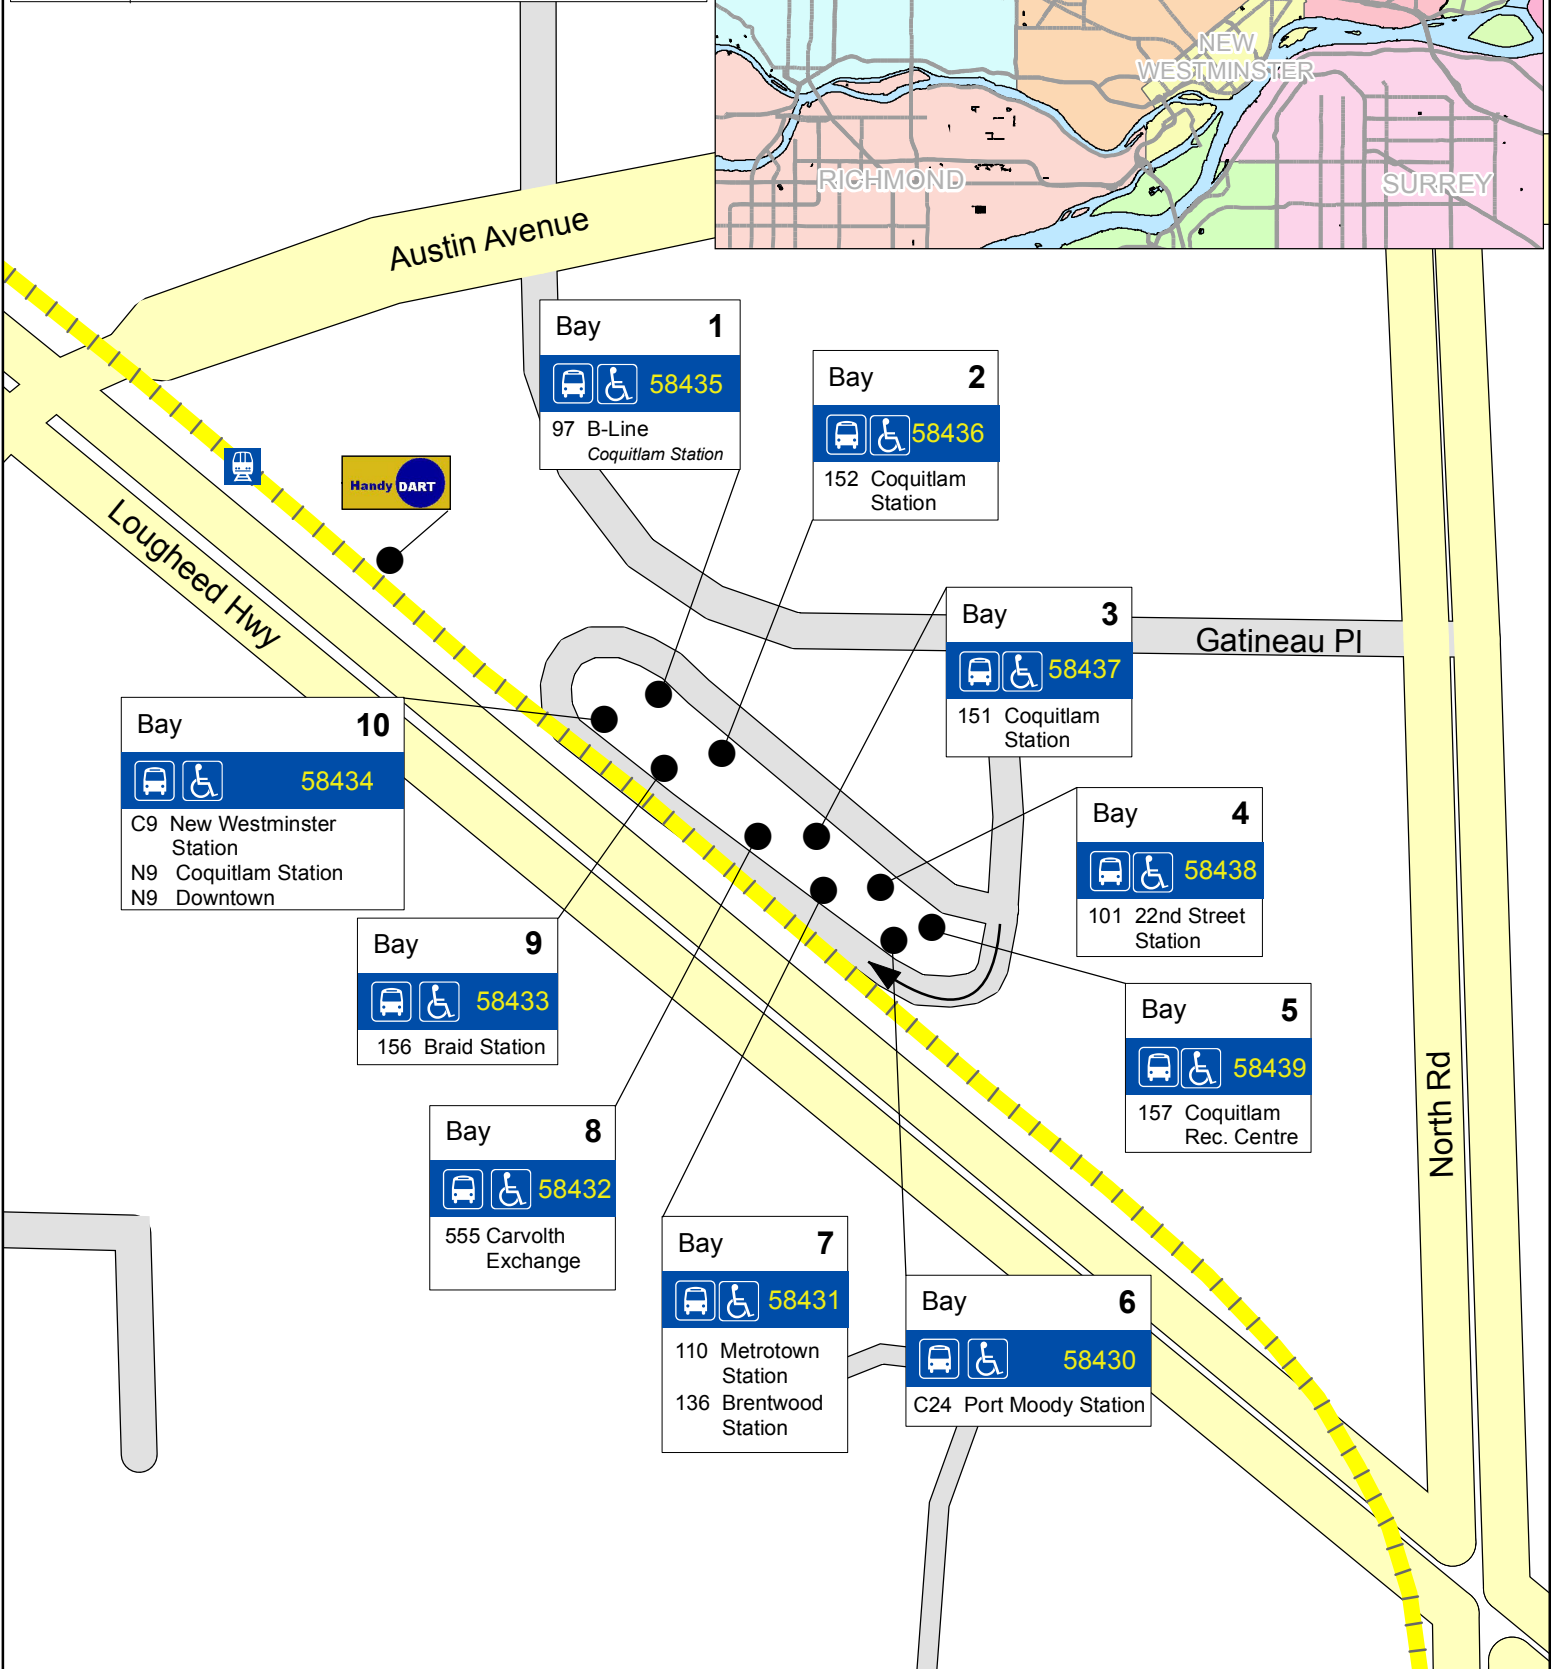 NEW
WESTMINSTER
RICHMOND
SURREY
Austin Avenue
Bay 1
58435
97 B-Line
Coquitlam Station
Bay 2
58436
152 Coquitlam
Station
Handy DART
Lougheed Hwy
Bay 3
58437
151 Coquitlam
Station
Gatineau Pl
Bay 10
58434
C9 New Westminster
Station
N9 Coquitlam Station
N9 Downtown
Bay 4
58438
101 22nd Street
Station
Bay 9
58433
156 Braid Station
Bay 5
58439
157 Coquitlam
Rec. Centre
North Rd
Bay 8
58432
555 Carvolth
Exchange
Bay 7
58431
110 Metrotown
Station
136 Brentwood
Station
Bay 6
58430
C24 Port Moody Station